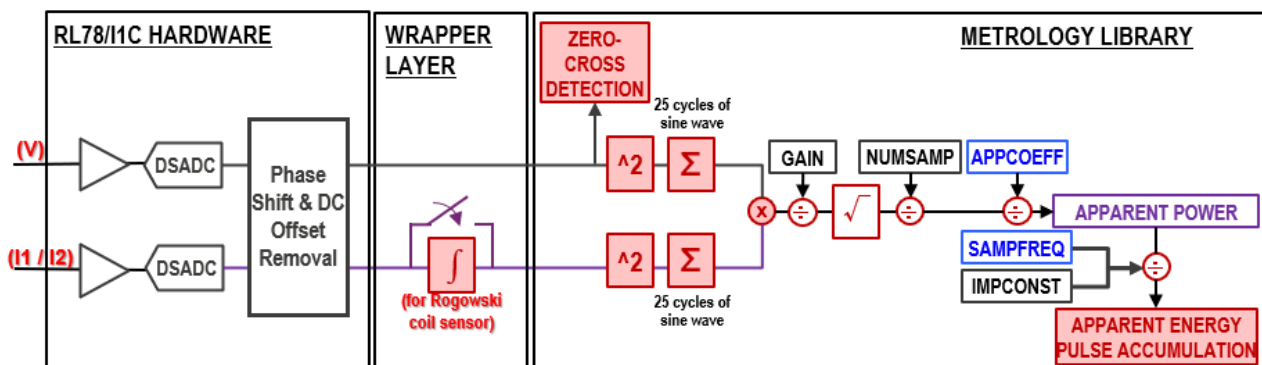 RL78/I1C HARDWARE
WRAPPER
LAYER
METROLOGY LIBRARY
ZERO-
CROSS
DETECTION
25 cycles of
sine wave
(V)
DSADC
Phase
Shift & DC
Offset
Removal
^2
Σ
GAIN
NUMSAMP
APPCOEFF
x
÷
√
÷
÷
APPARENT POWER
(I1 / I2)
DSADC
∫
(for Rogowski
coil sensor)
^2
Σ
25 cycles of
sine wave
SAMPFREQ
IMPCONST
÷
APPARENT ENERGY
PULSE ACCUMULATION